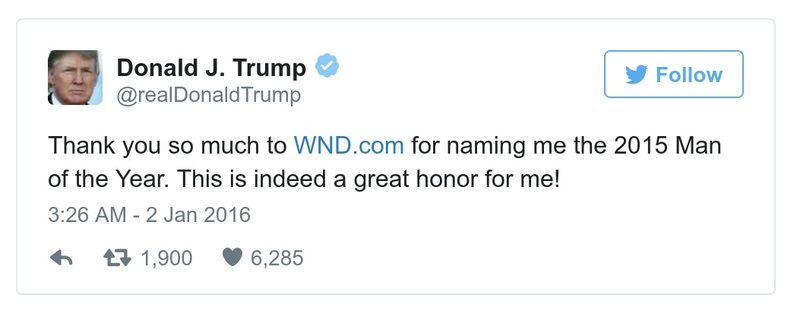 Donald J. Trump
Follow
@realDonaldTrump
Thank you so much to WND.com for naming me the 2015 Man
of the Year. This is indeed a great honor for me!
3:26 AM - 2 Jan 2016
1,900 6,285